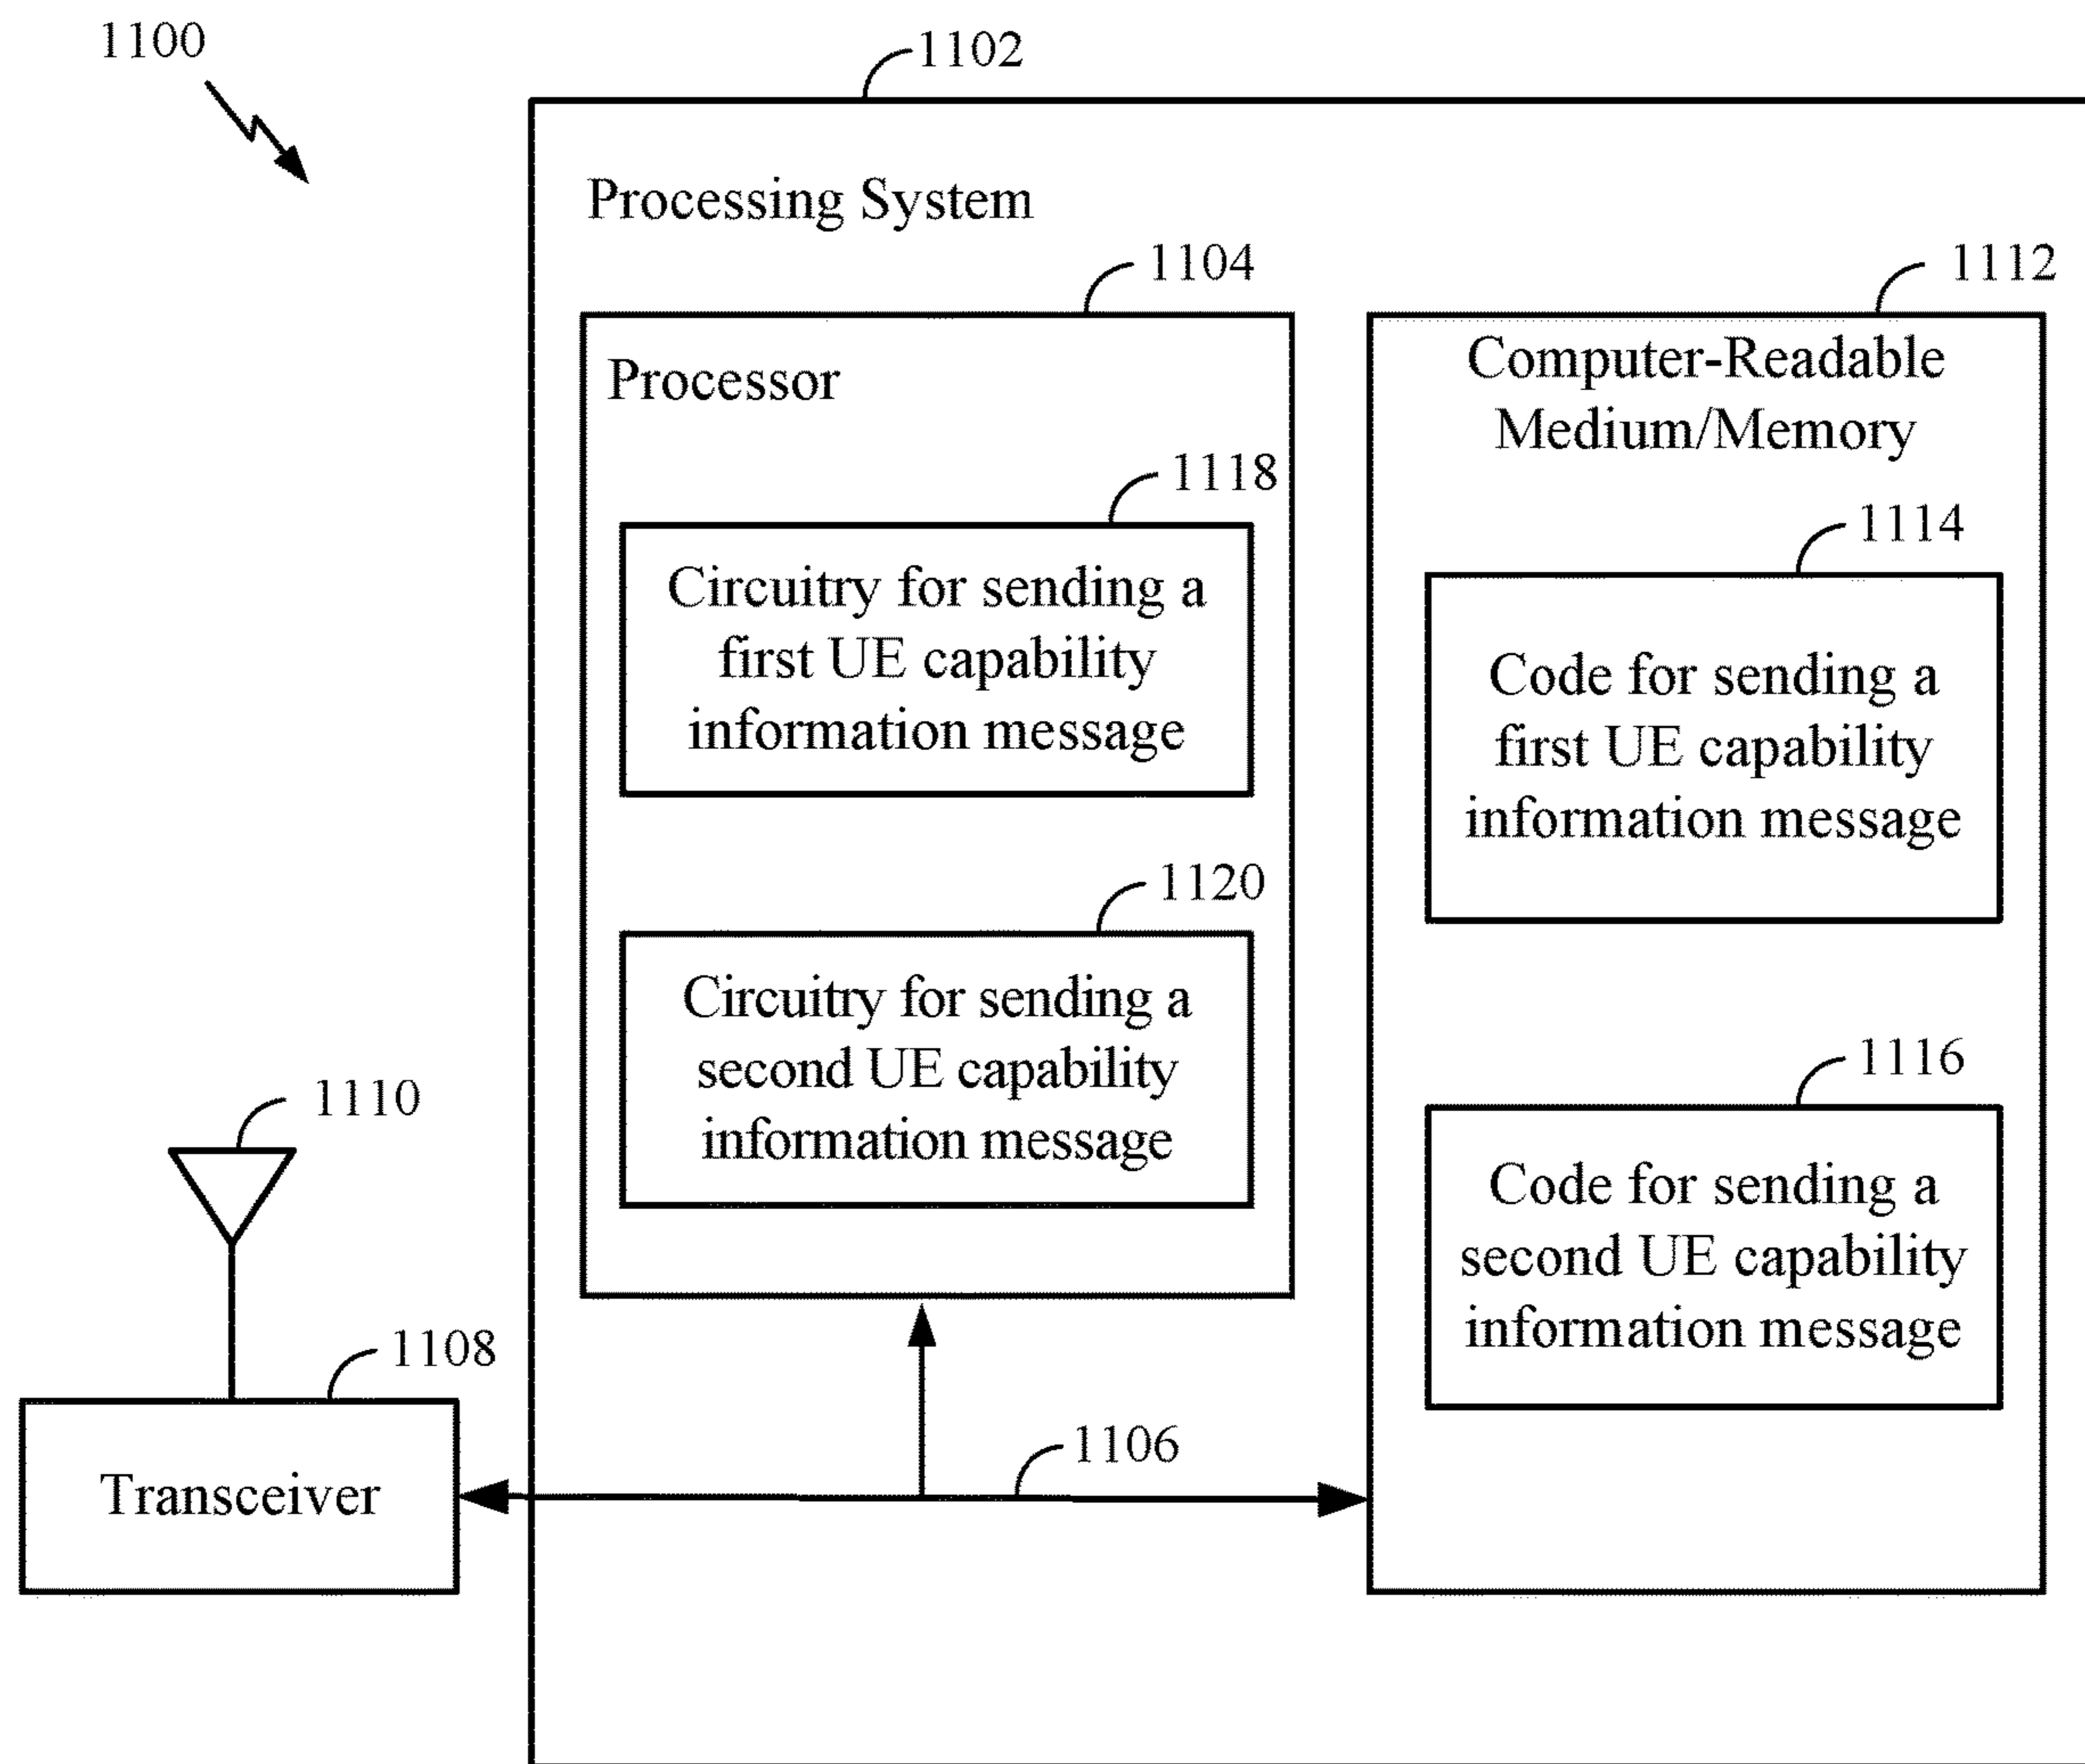 1100
1102
Processing System
1104
1112
Processor
Computer-Readable
Medium/Memory
1118
Circuitry for sending a
first UE capability
information message
1114
Code for sending a
first UE capability
information message
1120
Circuitry for sending a
second UE capability
information message
1116
Code for sending a
second UE capability
information message
1110
1108
Transceiver
1106